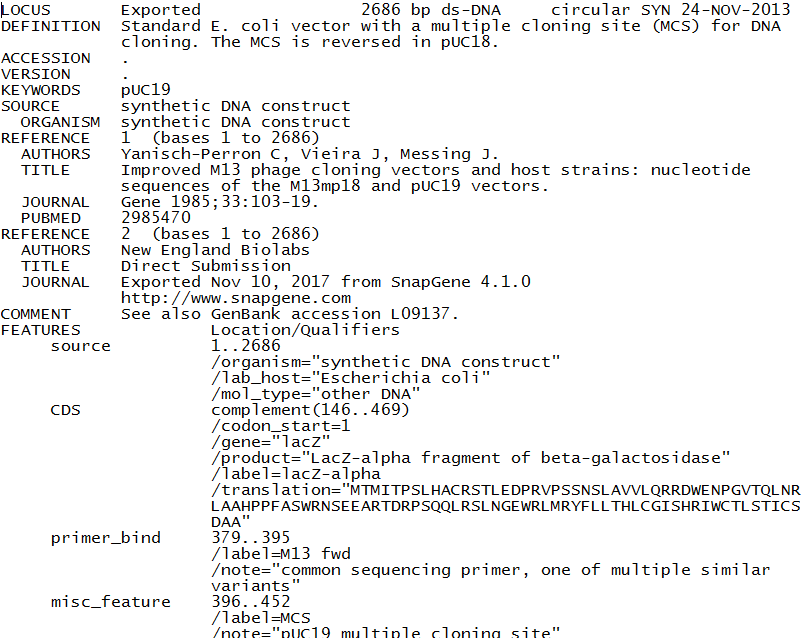 LOCUS       Exported                2686 bp ds-DNA     circular SYN 24-NOV-2013
DEFINITION  Standard E. coli vector with a multiple cloning site (MCS) for DNA
            cloning. The MCS is reversed in pUC18.
ACCESSION   .
VERSION     .
KEYWORDS    pUC19
SOURCE      synthetic DNA construct
  ORGANISM  synthetic DNA construct
REFERENCE   1  (bases 1 to 2686)
  AUTHORS   Yanisch-Perron C, Vieira J, Messing J.
  TITLE     Improved M13 phage cloning vectors and host strains: nucleotide
            sequences of the M13mp18 and pUC19 vectors.
  JOURNAL   Gene 1985;33:103-19.
  PUBMED    2985470
REFERENCE   2  (bases 1 to 2686)
  AUTHORS   New England Biolabs
  TITLE     Direct Submission
  JOURNAL   Exported Nov 10, 2017 from SnapGene 4.1.0
            http://www.snapgene.com
COMMENT     See also GenBank accession L09137.
FEATURES             Location/Qualifiers
     source          1..2686
                     /organism="synthetic DNA construct"
                     /lab_host="Escherichia coli"
                     /mol_type="other DNA"
     CDS             complement(146..469)
                     /codon_start=1
                     /gene="lacZ"
                     /product="LacZ-alpha fragment of beta-galactosidase"
                     /label=lacZ-alpha
                     /translation="MTMITPSLHACRSTLEDPRVPSSNSLAVVLQRRDWENPGVTQLNR
                     LAAHPPFASWRNSEEARTDRPSQQLRSLNGEWRLMRYFLLTHLCGISHRIWCTLSTICS
                     DAA"
     primer_bind     379..395
                     /label=M13 fwd
                     /note="common sequencing primer, one of multiple similar
                     variants"
     misc_feature    396..452
                     /label=MCS
                     /note="pUC19 multiple cloning site"